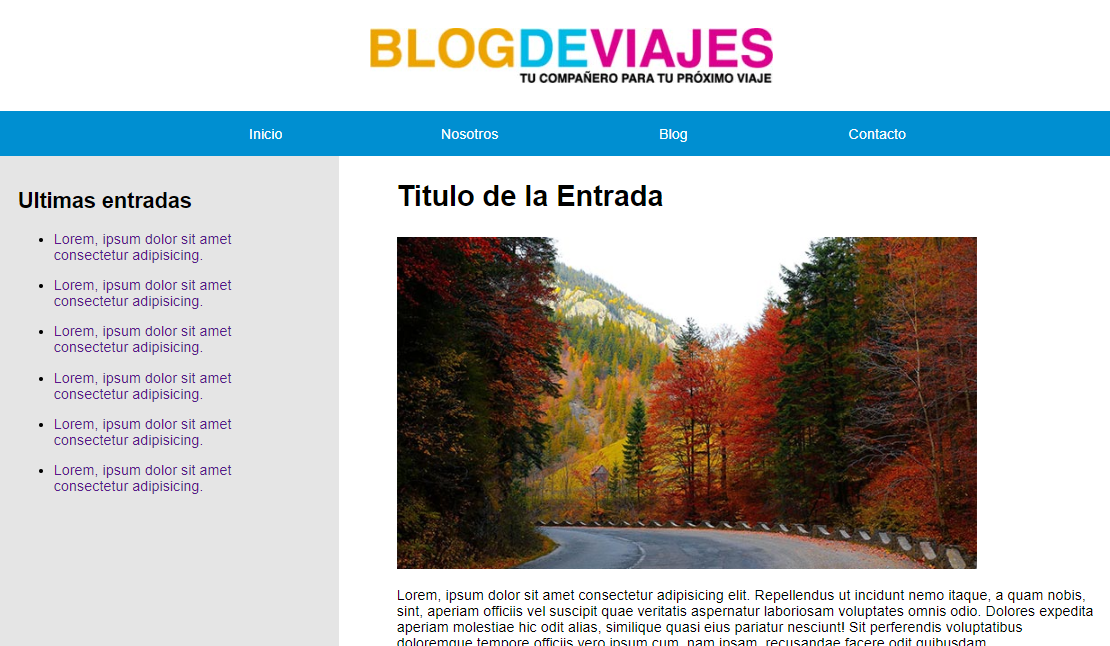 BLOGDEVIAJES
TU COMPAÑERO PARA TU PRÓXIMO VIAJE
Inicio Nosotros Blog Contacto
Ultimas entradas
Lorem, ipsum dolor sit amet
consectetur adipisicing.
Lorem, ipsum dolor sit amet
consectetur adipisicing.
Lorem, ipsum dolor sit amet
consectetur adipisicing.
Lorem, ipsum dolor sit amet
consectetur adipisicing.
Lorem, ipsum dolor sit amet
consectetur adipisicing.
Lorem, ipsum dolor sit amet
consectetur adipisicing.
Titulo de la Entrada
Lorem, ipsum dolor sit amet consectetur adipisicing elit. Repellendus ut incidunt nemo itaque, a quam nobis,
sint, aperiam officiis vel suscipit quae veritatis aspernatur laboriosam voluptates omnis odio. Dolores expedita
aperiam molestiae hic odit alias, similique quasi eius pariatur nesciunt! Sit perferendis voluptatibus
doloremque tempore officiis vero ipsum cum, nam ipsam, recusandae facere odit quibusdam